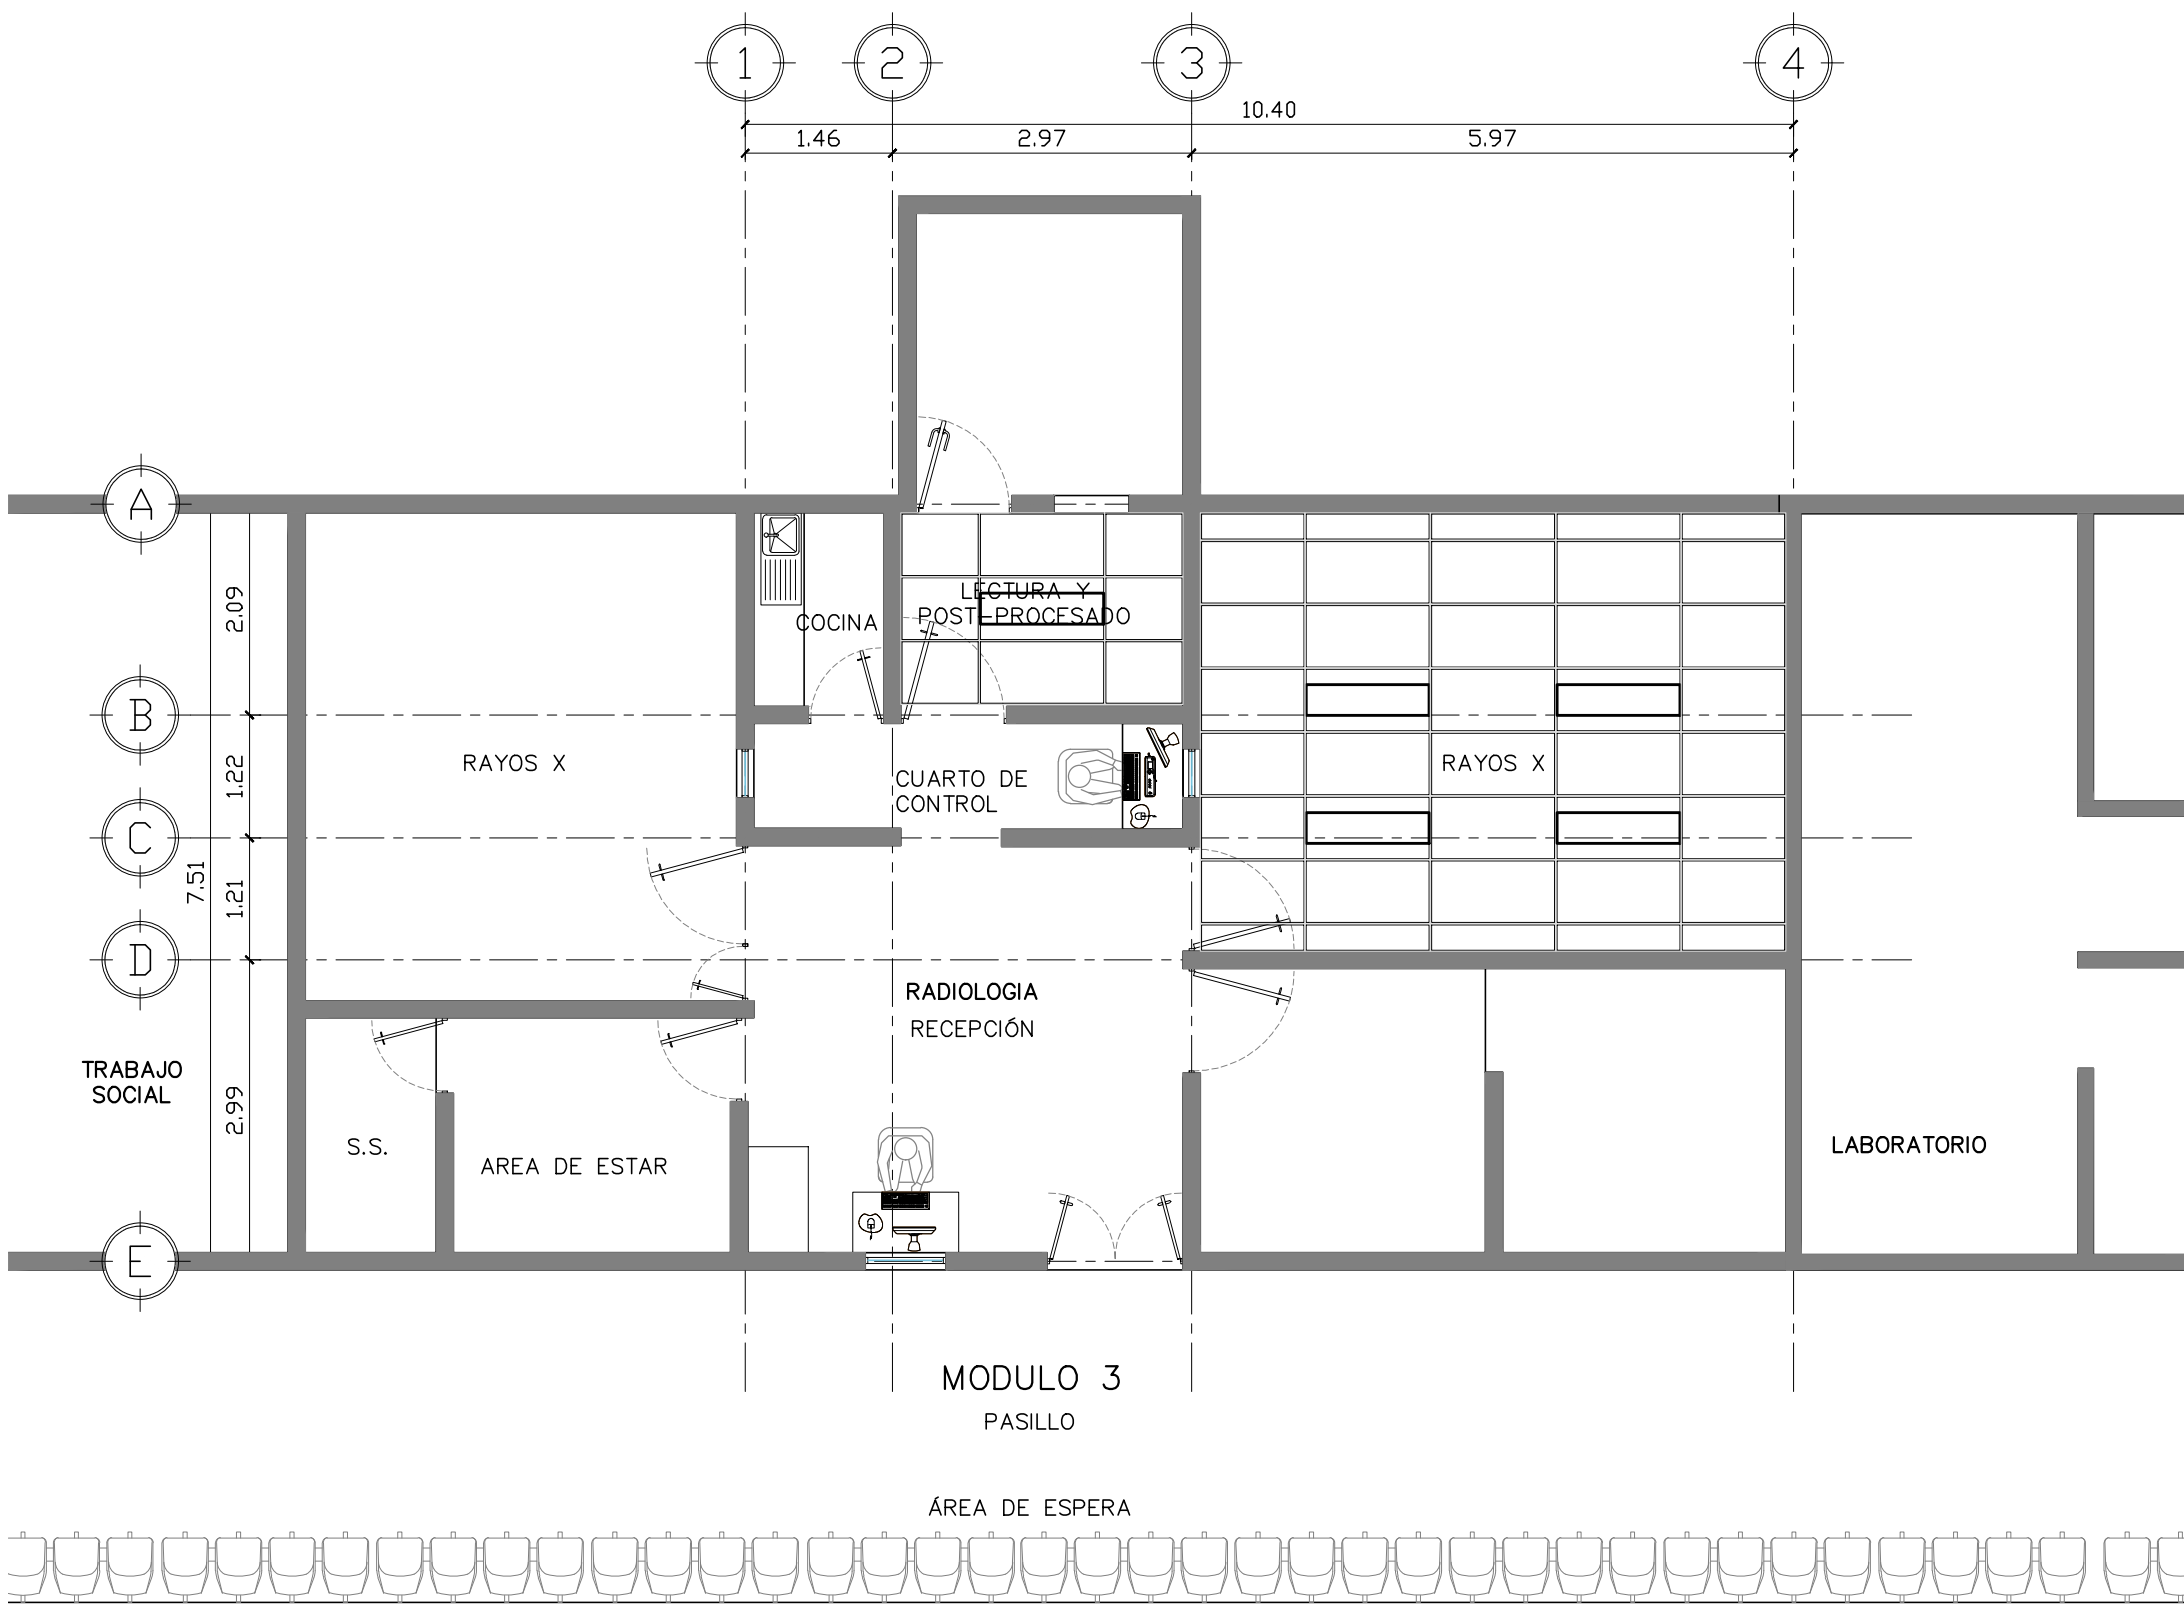 1
2
3
4
10.40
1.46
2.97
5.97
A
2.09
LECTURA Y
POST-PROCESADO
COCINA
B
RAYOS X
1.22
CUARTO DE
CONTROL
RAYOS X
C
7.51
1.21
D
RADIOLOGIA
RECEPCIÓN
TRABAJO
SOCIAL
2.99
S.S.
AREA DE ESTAR
LABORATORIO
E
MODULO 3
PASILLO
ÁREA DE ESPERA